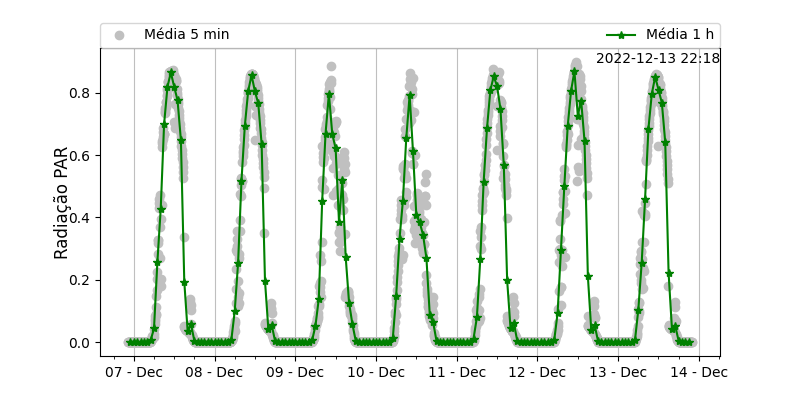 Média 5 min
Média 1 h
2022-12-13 22:18
Radiação PAR
0.8
0.6
0.4
0.2
0.0
07 - Dec
08 - Dec
09 - Dec
10 - Dec
11 - Dec
12 - Dec
13 - Dec
14 - Dec